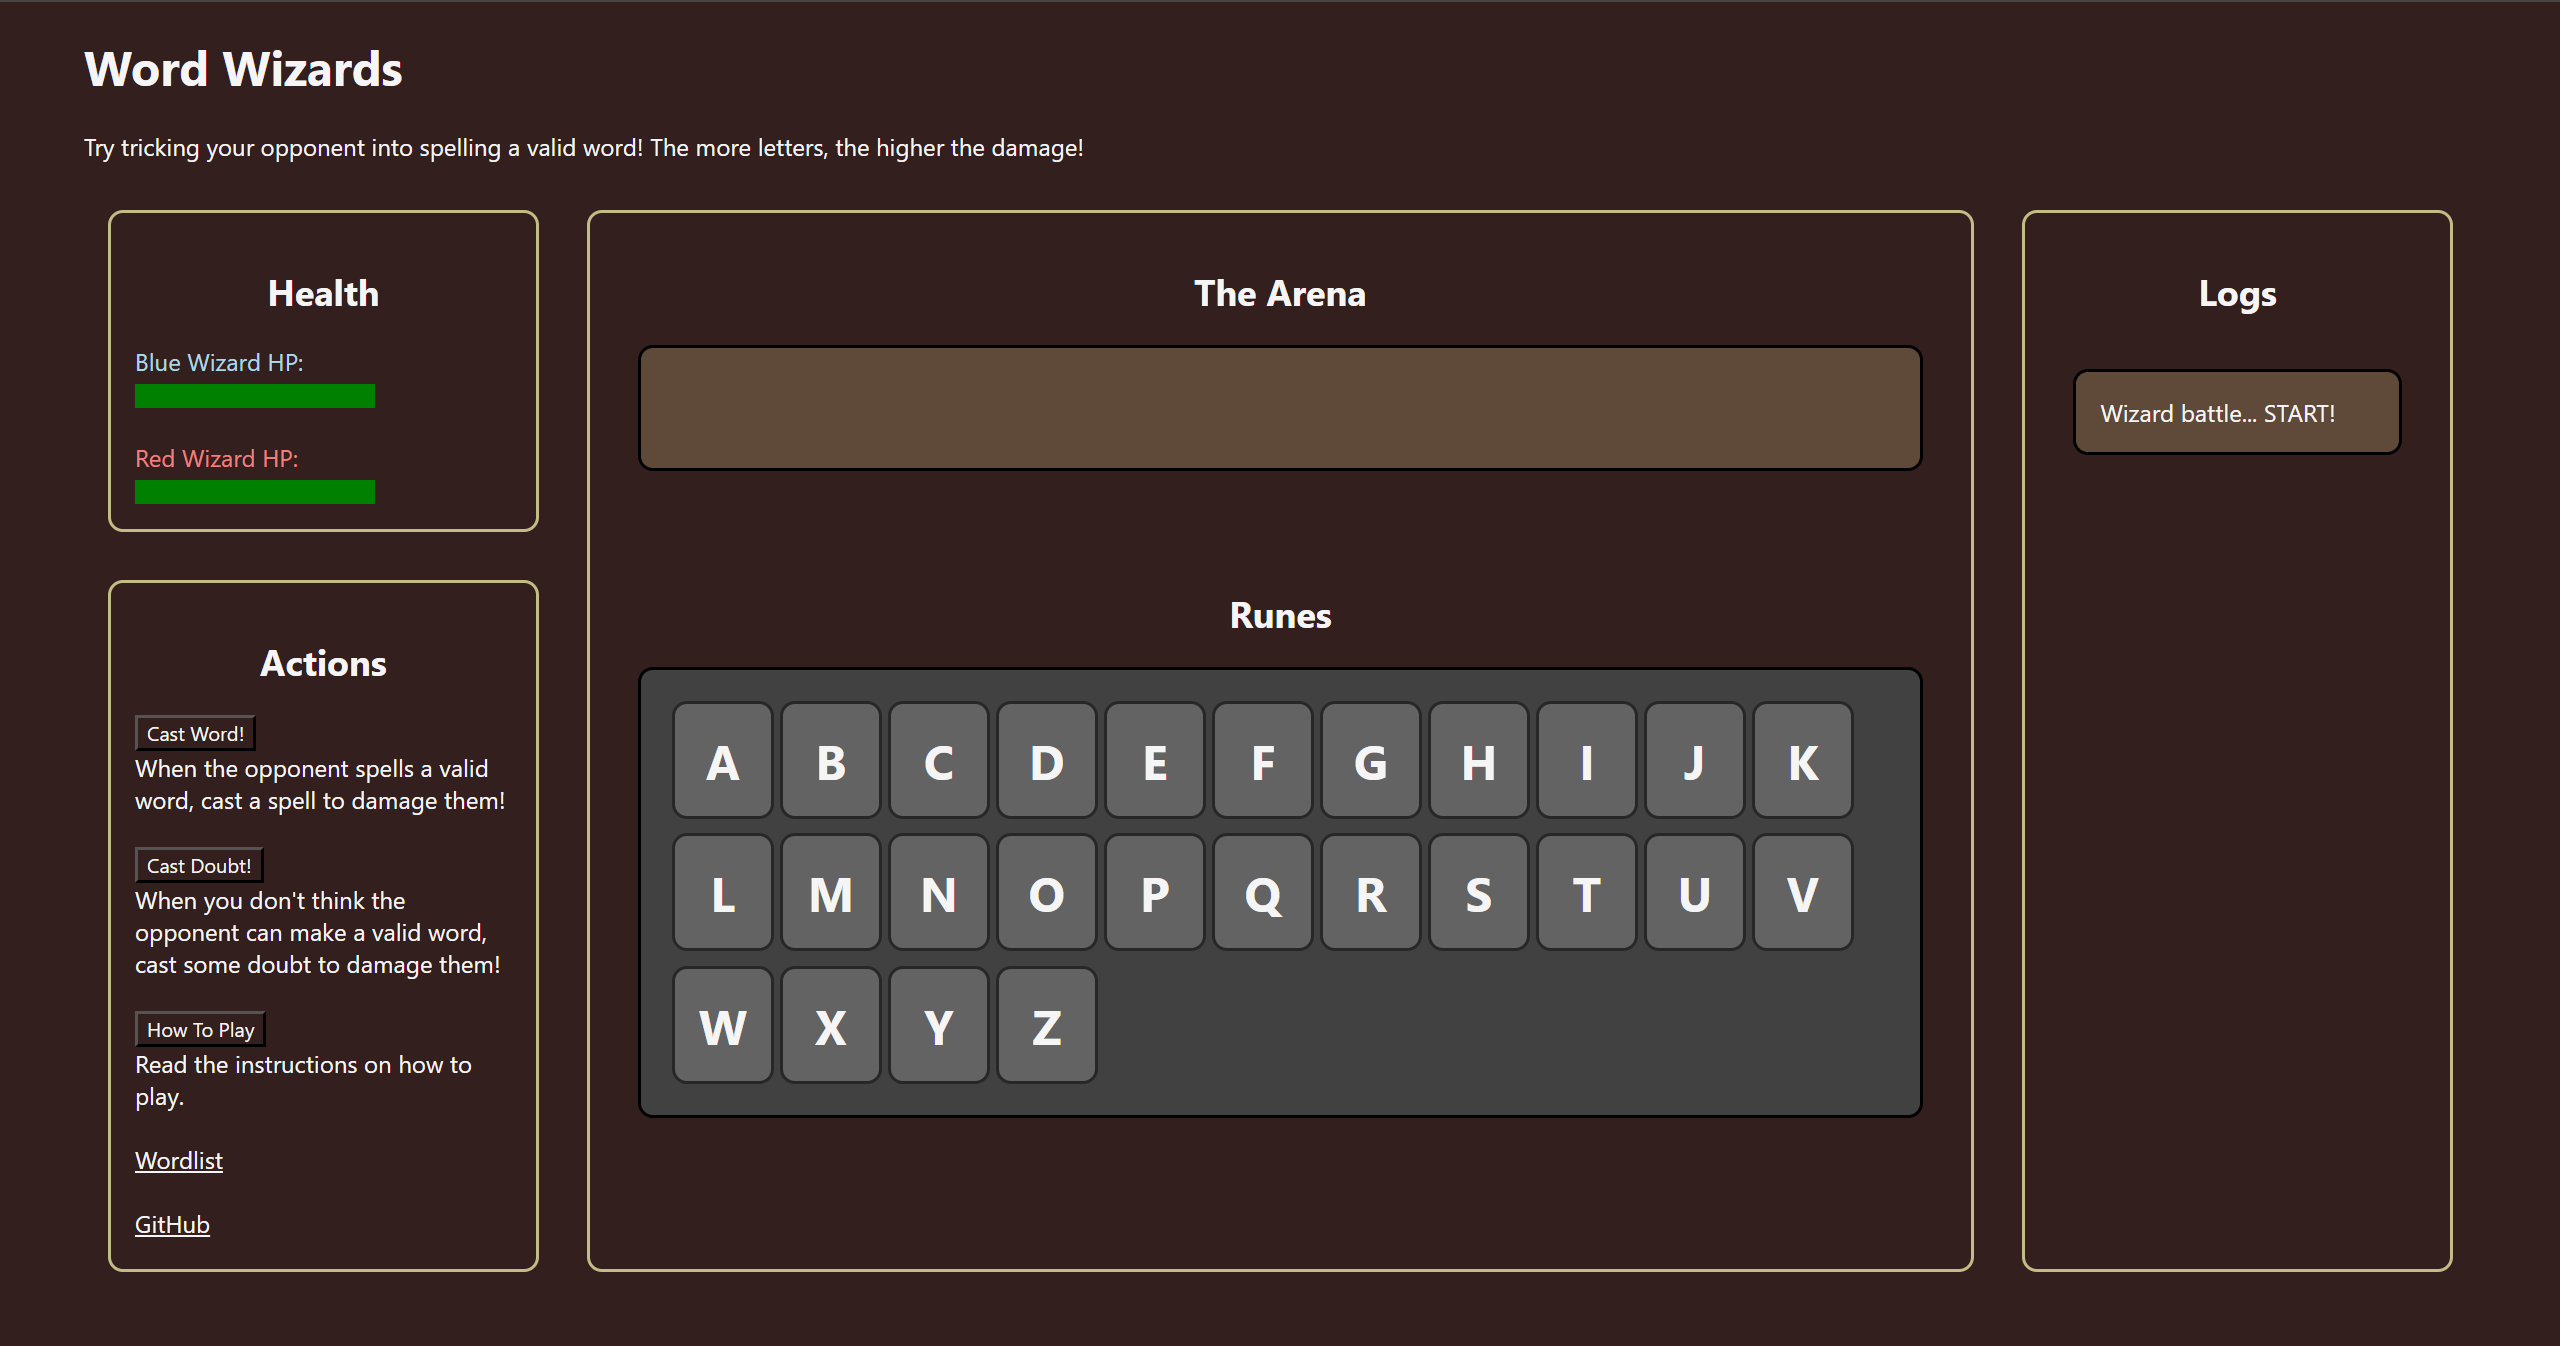 Word Wizards
Try tricking your opponent into spelling a valid word! The more letters, the higher the damage!
Health
Blue Wizard HP:
Red Wizard HP:
Actions
Cast Word!
When the opponent spells a valid
word, cast a spell to damage them!
Cast Doubt!
When you don't think the
opponent can make a valid word,
cast some doubt to damage them!
How To Play
Read the instructions on how to
play.
Wordlist
GitHub
The Arena
Runes
A B C D E F G H I J K
L M N O P Q R S T U V
W X Y Z
Logs
Wizard battle... START!